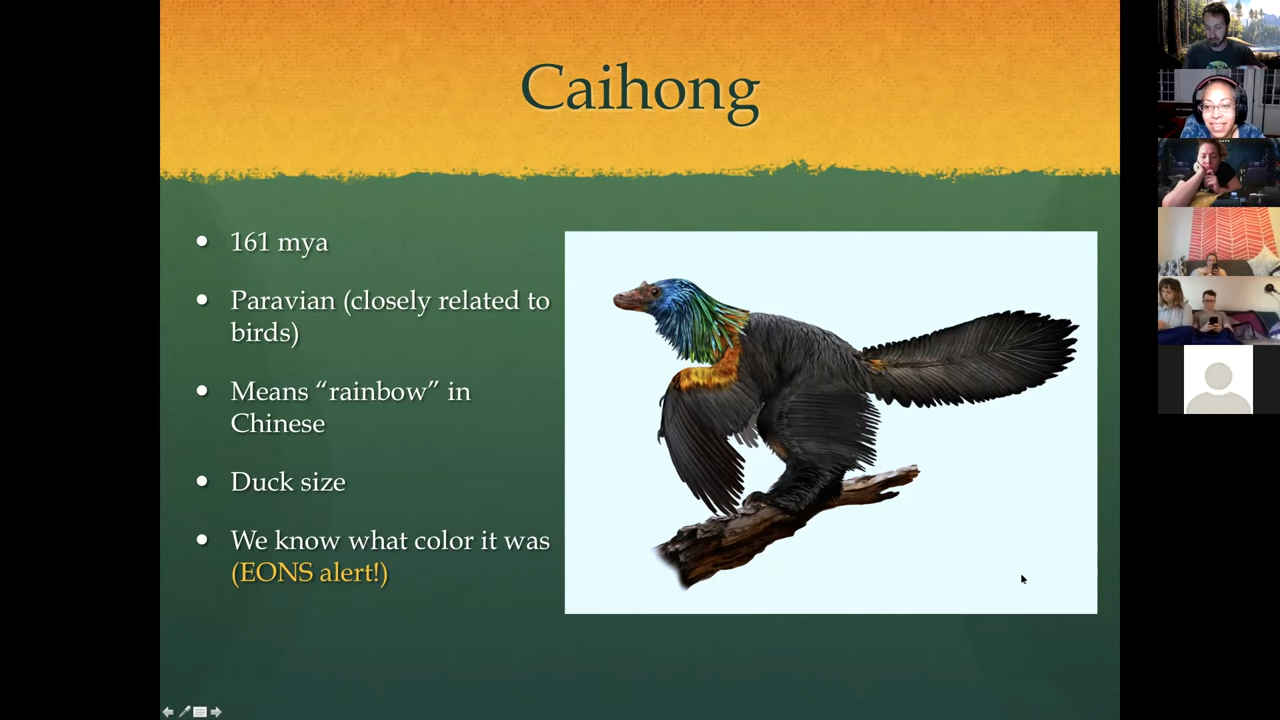 Caihong
161 mya
Paravian (closely related to
birds)
Means “rainbow” in
Chinese
Duck size
We know what color it was
(EONS alert!)